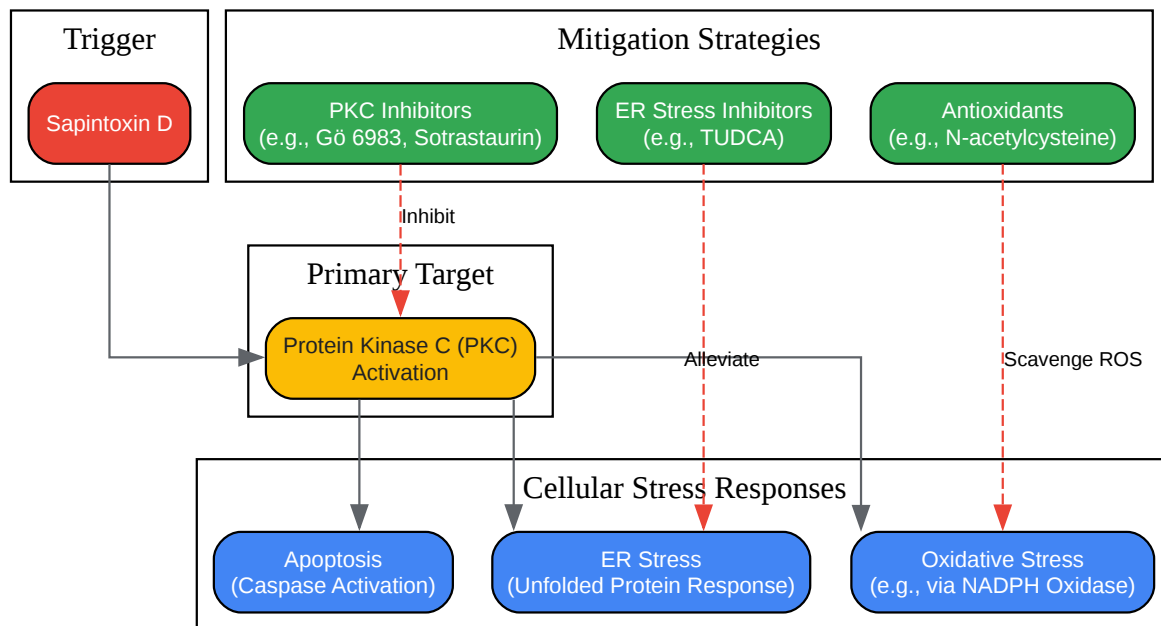 Trigger
Mitigation Strategies
Sapintoxin D
PKC Inhibitors
(e.g., Gö 6983, Sotrastaurin)
ER Stress Inhibitors
(e.g., TUDCA)
Antioxidants
(e.g., N-acetylcysteine)
Inhibit
Primary Target
Protein Kinase C (PKC)
Activation
Alleviate
Scavenge ROS
Cellular Stress Responses
Apoptosis
(Caspase Activation)
ER Stress
(Unfolded Protein Response)
Oxidative Stress
(e.g., via NADPH Oxidase)